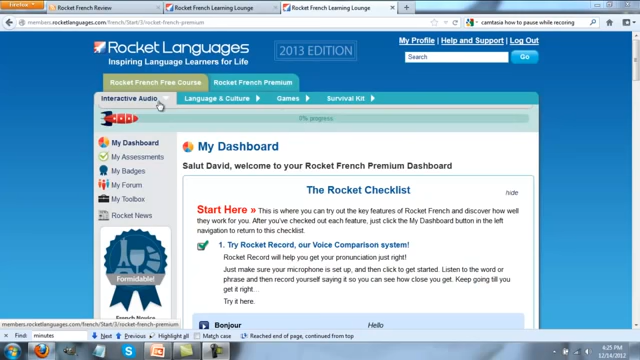 Firefox
Rocket French Review
Rocket French Learning Lounge
Rocket French Learning Lounge
members.rocketlanguages.com/french/Start/3/rocket-french-premium
camtasia how to pause while recoring
My Profile | Help and Support | Log Out
Rocket Languages
Inspiring Language Learners for Life
2013 EDITION
Search
Go
Rocket French Free Course
Rocket French Premium
Interactive Audio
Language & Culture
Games
Survival Kit
0% progress
My Dashboard
My Assessments
My Badges
My Forum
My Toolbox
Rocket News
Formidable!
French Novice
My Dashboard
Salut David, welcome to your Rocket French Premium Dashboard
The Rocket Checklist
hide
Start Here » This is where you can try out the key features of Rocket French and discover how well
they work for you. After you've checked out each feature, just click the My Dashboard button in the left
navigation to return to this checklist.
1. Try Rocket Record, our Voice Comparison system!
Rocket Record will help you get your pronunciation just right!
Just make sure your microphone is set up, and then click to get started. Listen to the word or
phrase and then record yourself saying it so you can see how close you get. Keep going till you
get it right..
Try it here.
Bonjour
Hello
members.rocketlanguages.com/french/Start/3/rocket-french-premium
Find:
minutes
Next
Previous
Highlight all
Match case
Reached end of page, continued from top
4:25 PM
12/14/2012